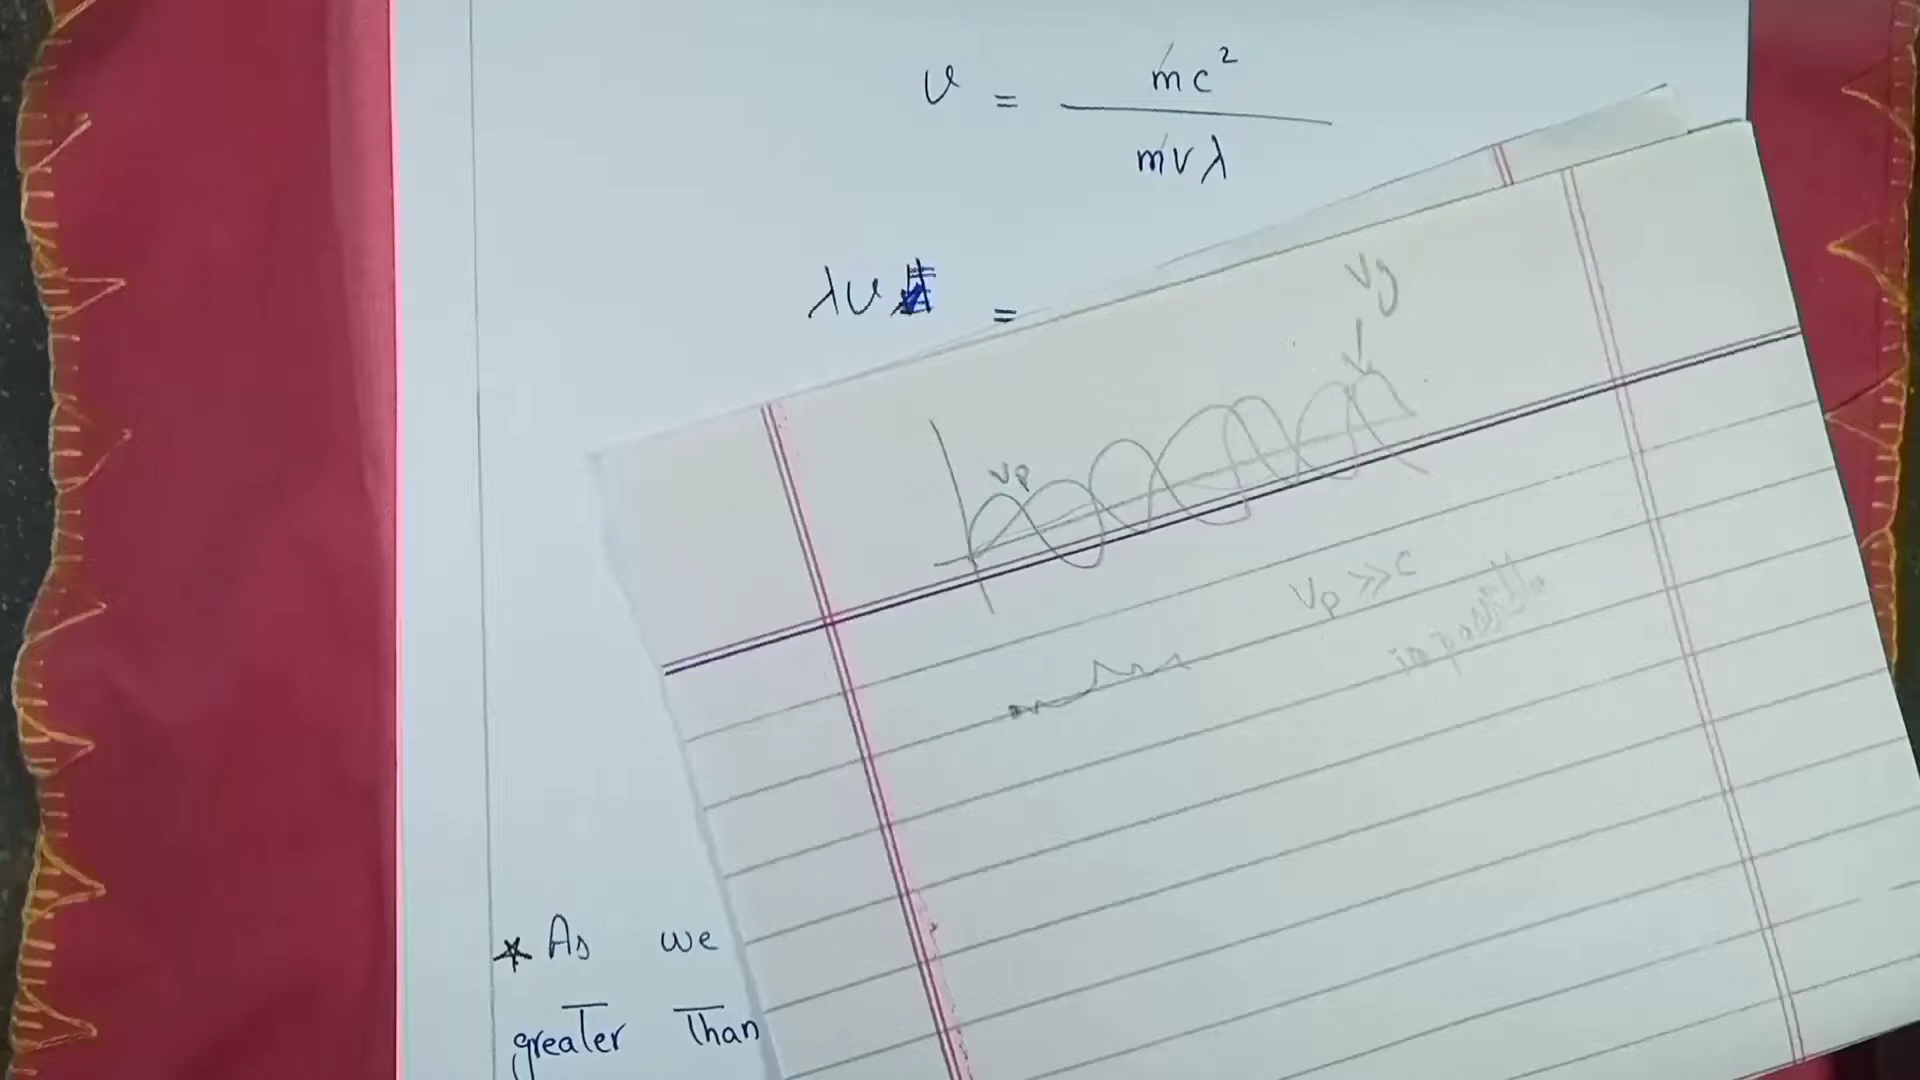 υ = mc²
mvλ
λυ =
Vg
Vp
Vp >> c
impossible
* As we
greater Than